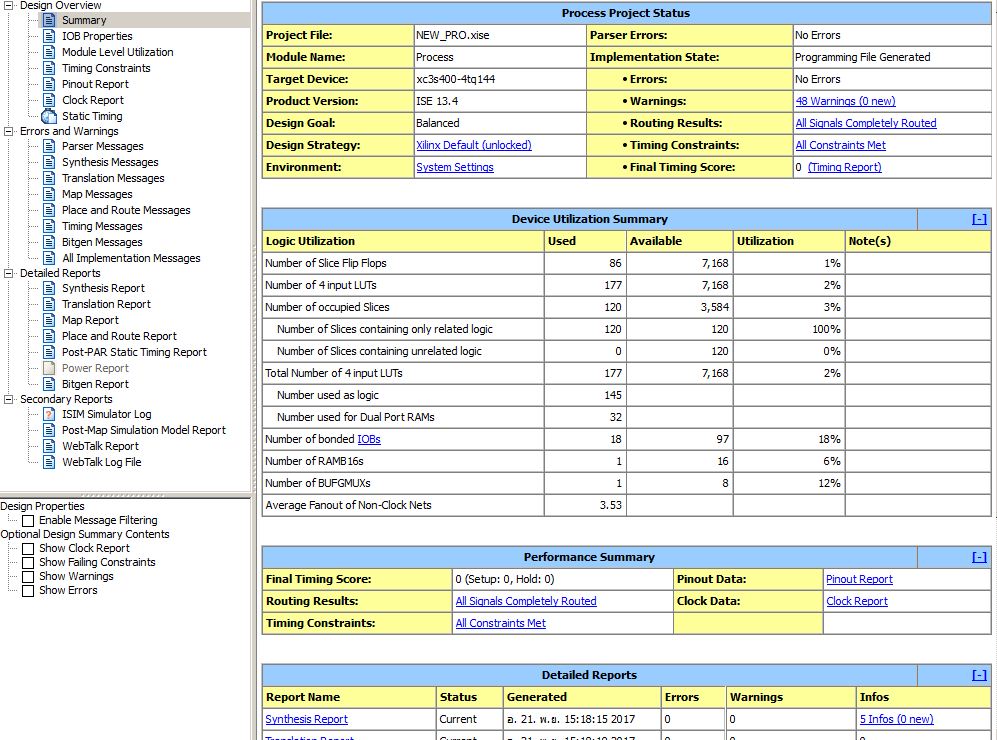 Design Overview
Summary
IOB Properties
Module Level Utilization
Timing Constraints
Pinout Report
Clock Report
Static Timing
Errors and Warnings
Parser Messages
Synthesis Messages
Translation Messages
Map Messages
Place and Route Messages
Timing Messages
Bitgen Messages
All Implementation Messages
Detailed Reports
Synthesis Report
Translation Report
Map Report
Place and Route Report
Post-PAR Static Timing Report
Power Report
Bitgen Report
Secondary Reports
ISIM Simulator Log
Post-Map Simulation Model Report
WebTalk Report
WebTalk Log File
Design Properties
Enable Message Filtering
Optional Design Summary Contents
Show Clock Report
Show Failing Constraints
Show Warnings
Show Errors
Process Project Status
Project File: NEW_PRO.xise Parser Errors: No Errors
Module Name: Process Implementation State: Programming File Generated
Target Device: xc3s400-4tq144 • Errors: No Errors
Product Version: ISE 13.4 • Warnings: 48 Warnings (0 new)
Design Goal: Balanced • Routing Results: All Signals Completely Routed
Design Strategy: Xilinx Default (unlocked) • Timing Constraints: All Constraints Met
Environment: System Settings • Final Timing Score: 0 (Timing Report)
Device Utilization Summary [-]
Logic Utilization Used Available Utilization Note(s)
Number of Slice Flip Flops 86 7,168 1%
Number of 4 input LUTs 177 7,168 2%
Number of occupied Slices 120 3,584 3%
Number of Slices containing only related logic 120 120 100%
Number of Slices containing unrelated logic 0 120 0%
Total Number of 4 input LUTs 177 7,168 2%
Number used as logic 145
Number used for Dual Port RAMs 32
Number of bonded IOBs 18 97 18%
Number of RAMB16s 1 16 6%
Number of BUFGMUXs 1 8 12%
Average Fanout of Non-Clock Nets 3.53
Performance Summary [-]
Final Timing Score: 0 (Setup: 0, Hold: 0) Pinout Data: Pinout Report
Routing Results: All Signals Completely Routed Clock Data: Clock Report
Timing Constraints: All Constraints Met
Detailed Reports [-]
Report Name Status Generated Errors Warnings Infos
Synthesis Report Current อ. 21. พ.ย. 15:18:15 2017 0 0 5 Infos (0 new)